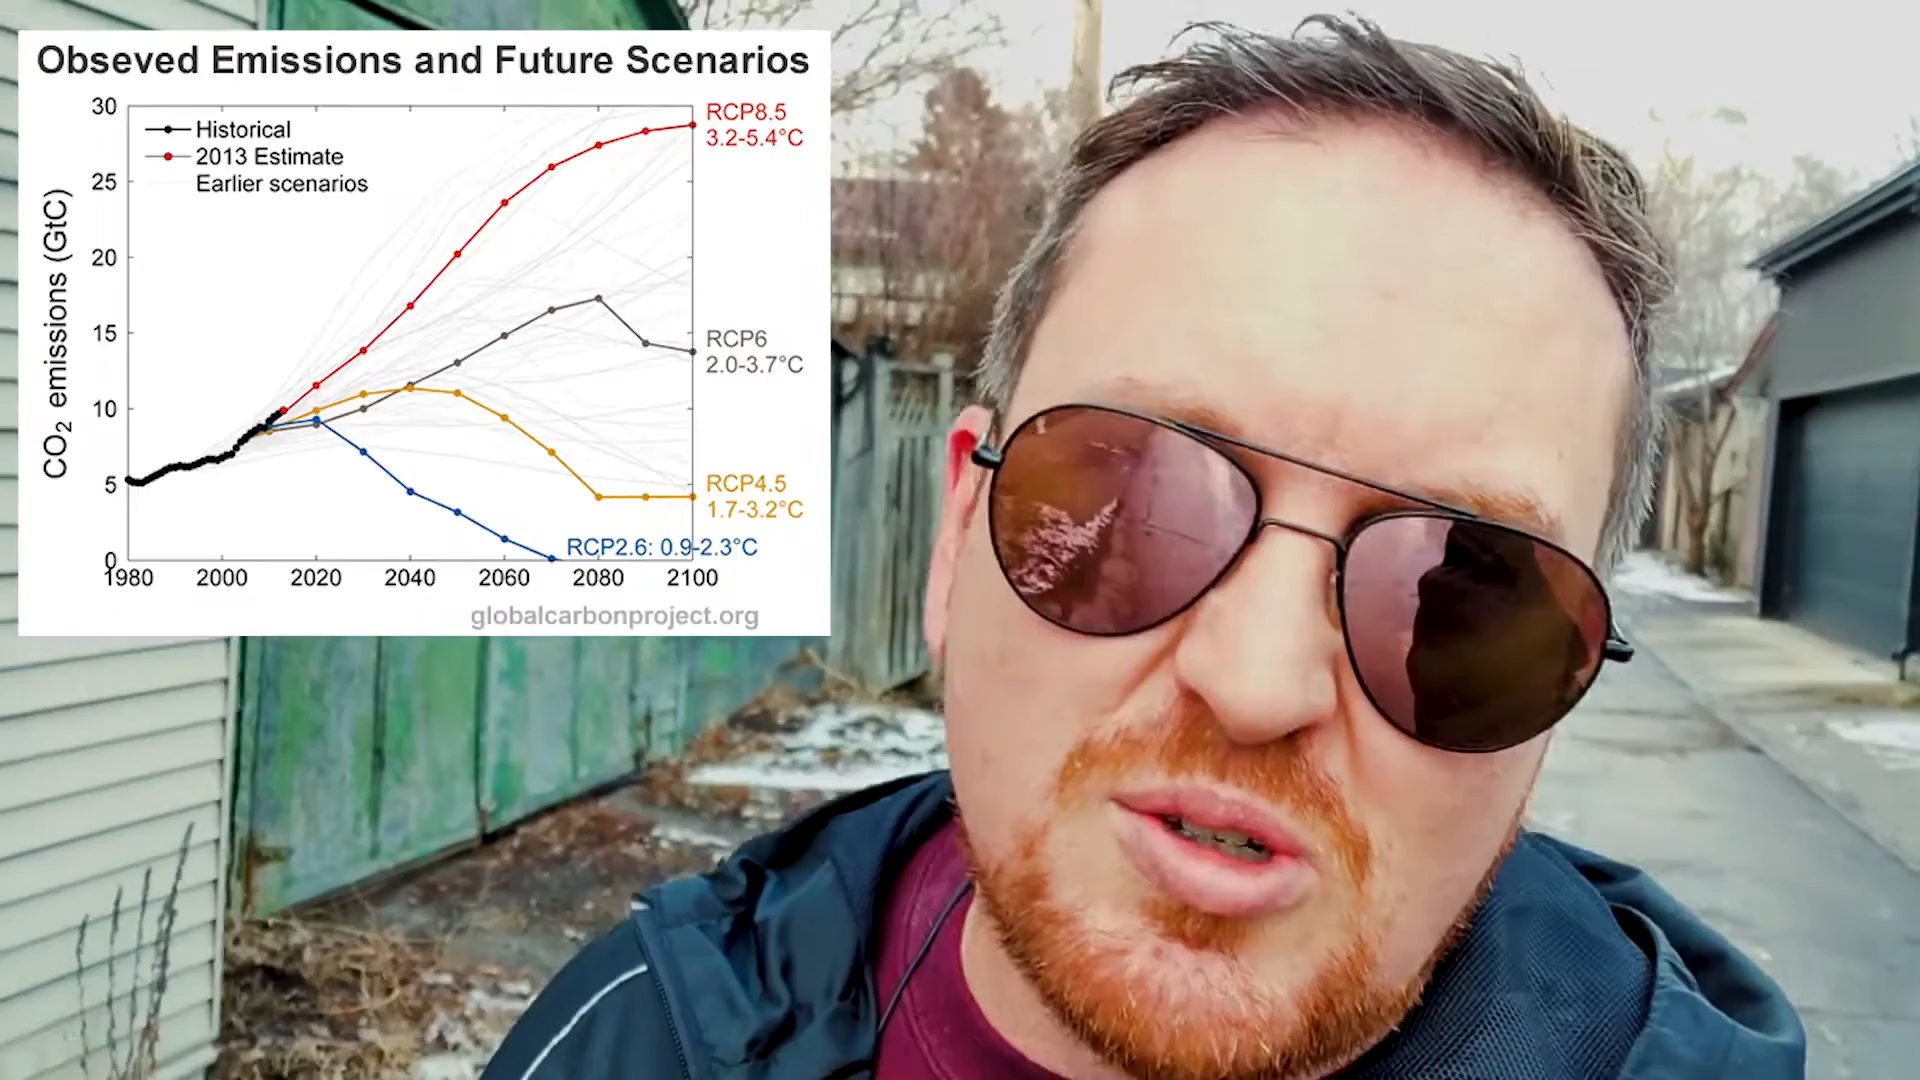 Obseved Emissions and Future Scenarios
30
25
20
15
10
5
0
CO2 emissions (GtC)
Historical
2013 Estimate
Earlier scenarios
RCP8.5
3.2-5.4°C
RCP6
2.0-3.7°C
RCP4.5
1.7-3.2°C
RCP2.6: 0.9-2.3°C
1980 2000 2020 2040 2060 2080 2100
globalcarbonproject.org